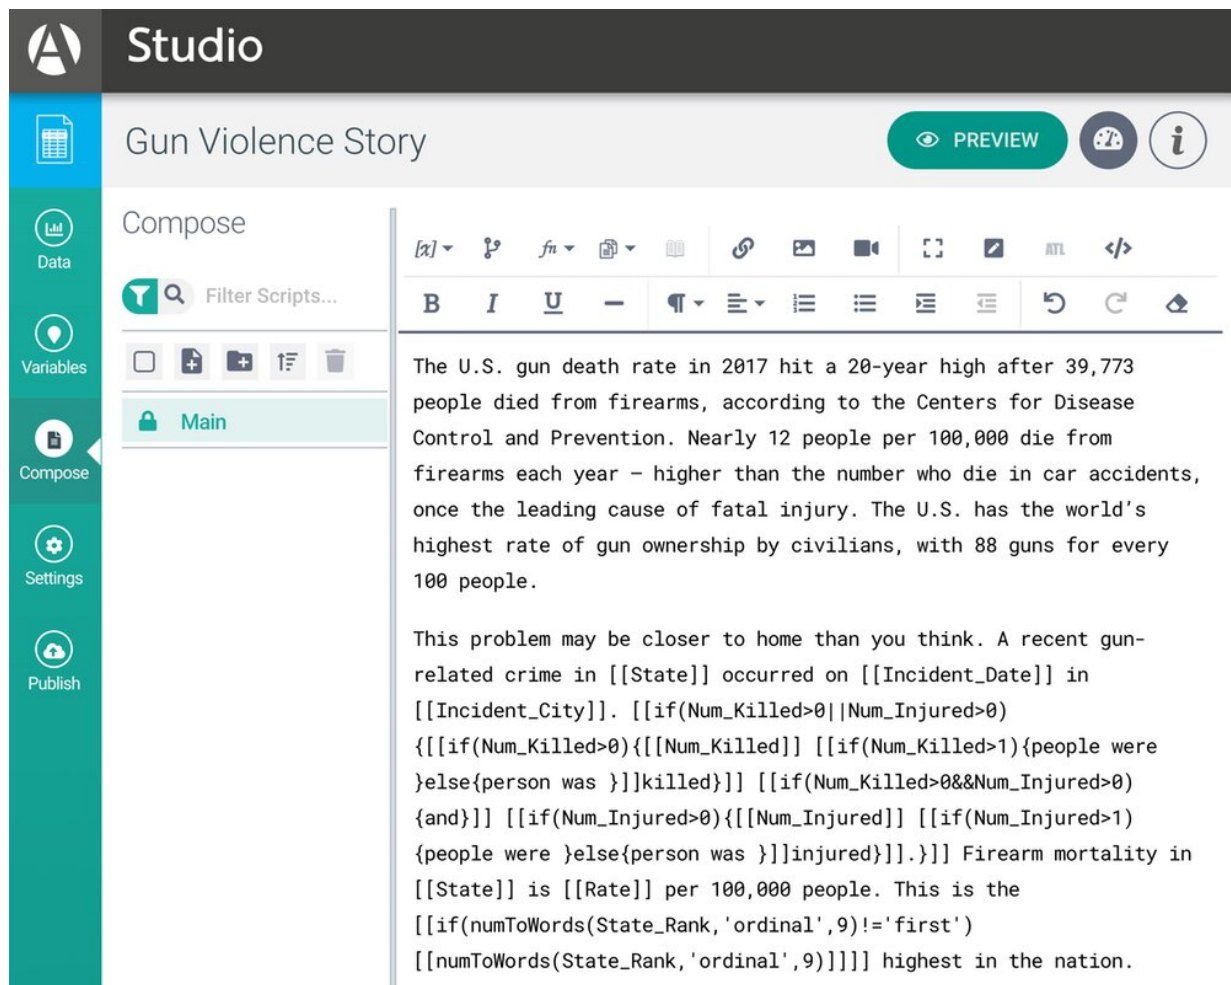 Studio
Gun Violence Story
PREVIEW
i
Data
Variables
Compose
Settings
Publish
Compose
Filter Scripts...
Main
[x]
fn
ATL
</>
B I U
The U.S. gun death rate in 2017 hit a 20-year high after 39,773
people died from firearms, according to the Centers for Disease
Control and Prevention. Nearly 12 people per 100,000 die from
firearms each year – higher than the number who die in car accidents,
once the leading cause of fatal injury. The U.S. has the world's
highest rate of gun ownership by civilians, with 88 guns for every
100 people.
This problem may be closer to home than you think. A recent gun-
related crime in [[State]] occurred on [[Incident_Date]] in
[[Incident_City]]. [[if(Num_Killed>0||Num_Injured>0)
{[[if(Num_Killed>0){[[Num_Killed]] [[if(Num_Killed>1){people were
}else{person was }]]killed}]] [[if(Num_Killed>0&&Num_Injured>0)
{and}]] [[if(Num_Injured>0){[[Num_Injured]] [[if(Num_Injured>1)
{people were }else{person was }]]injured}]].}]] Firearm mortality in
[[State]] is [[Rate]] per 100,000 people. This is the
[[if(numToWords(State_Rank,'ordinal',9)!='first')
[[numToWords(State_Rank,'ordinal',9)]]]] highest in the nation.